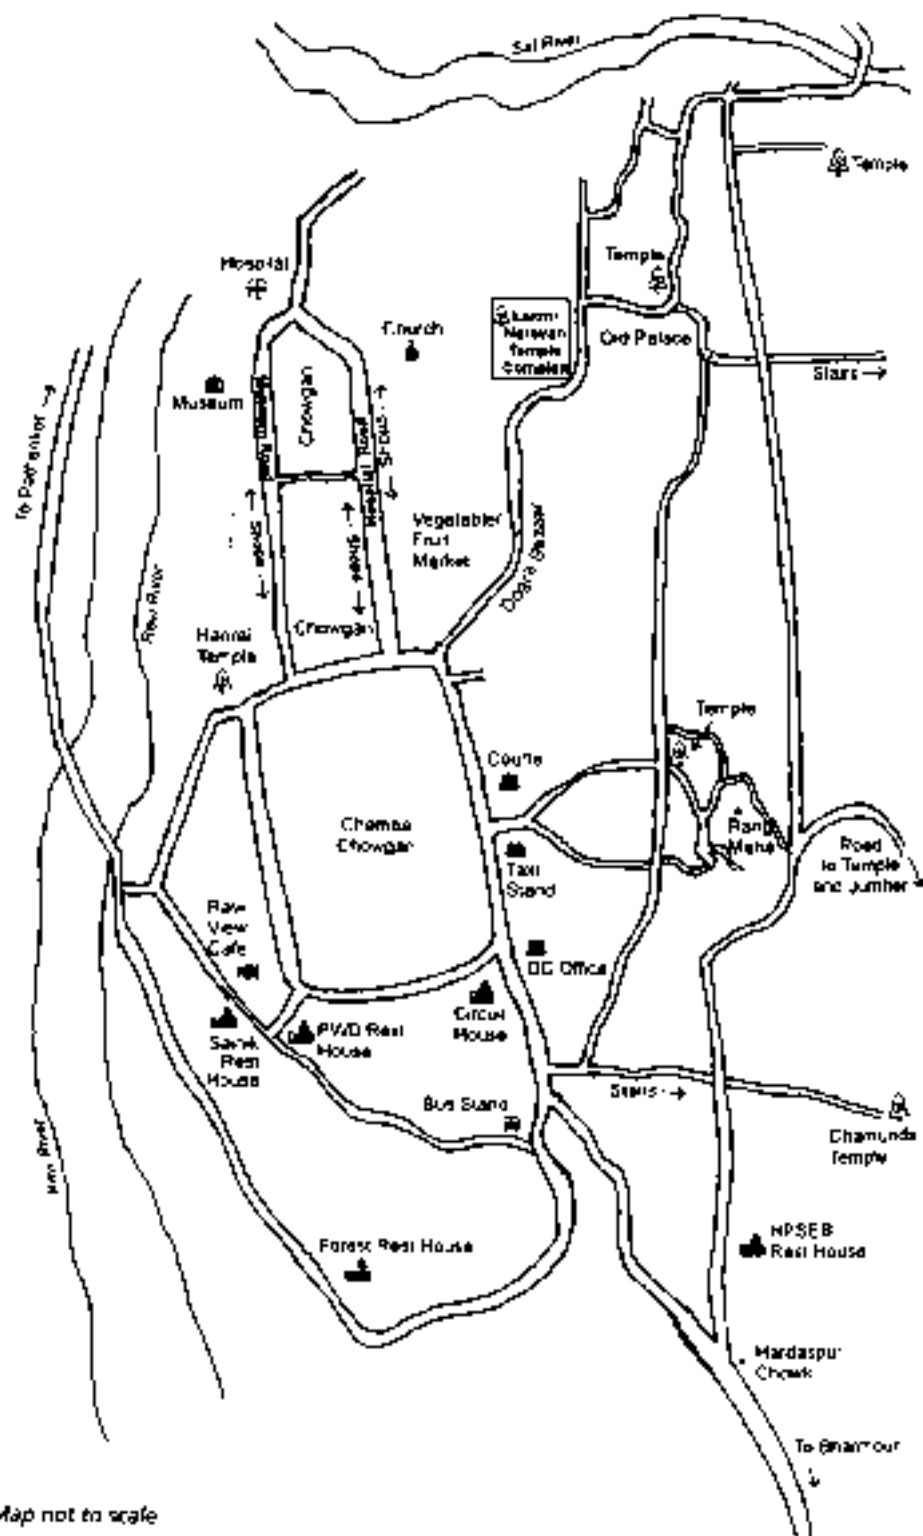 Sal River
Temple
Hospital
Temple
Laxmi
Narayan
Temple
Complex
Church
Old Palace
Stairs
Museum
Chowgan
Museum Road
Hospital Road
Shops
To Pathankot
Vegetable/
Fruit
Market
Shops
Shops
Dogra Bazaar
Ravi River
Chowgan
Harirai
Temple
Temple
Courts
Chamba
Chowgan
Rang
Mahal
Road
to Temple
and Jumhar
Taxi
Stand
Ravi
View
Cafe
DC Office
Circuit
House
PWD Rest
House
Rest
House
Bus Stand
Stairs
Chamunda
Temple
Ravi River
Forest Rest House
HPSEB
Rest House
Chowk
To Bharmour
Map not to scale